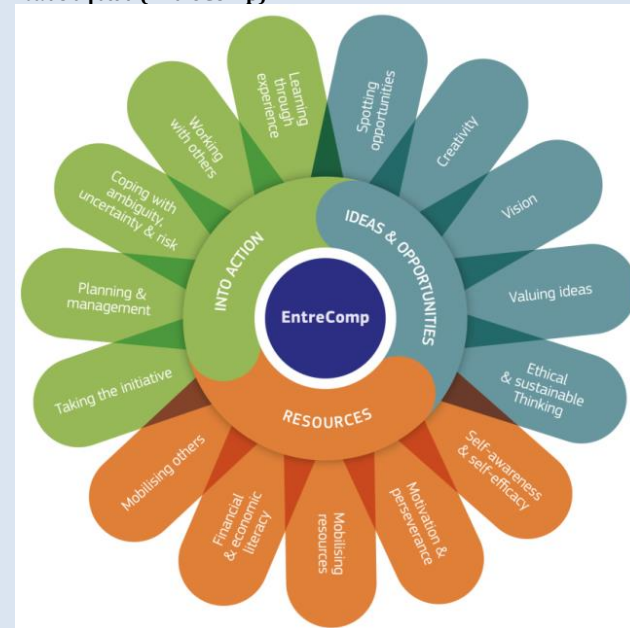 EntreComp
IDEAS & OPPORTUNITIES
Spotting
opportunities
Creativity
Vision
Valuing ideas
Ethical
& sustainable
Thinking
RESOURCES
Self-awareness
& self-efficacy
Motivation &
perseverance
Mobilising
resources
Financial
& economic
literacy
Mobilising others
INTO ACTION
Taking the initiative
Planning &
management
Coping with
ambiguity,
uncertainty & risk
Working
with others
Learning
through
experience